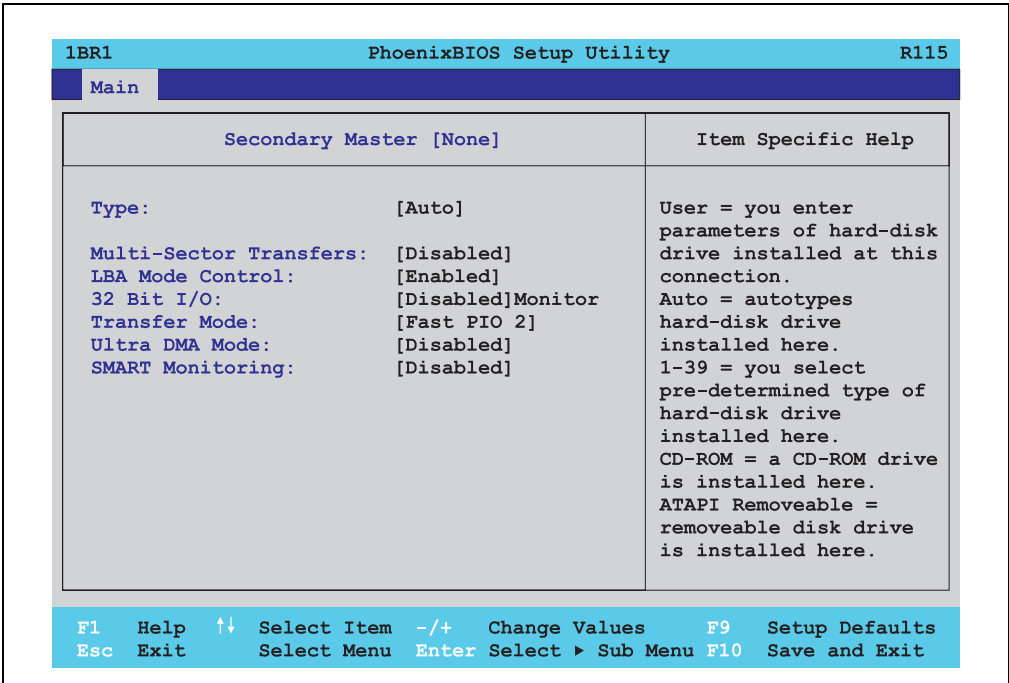 1BR1 PhoenixBIOS Setup Utility R115
Main
Secondary Master [None]
Type: [Auto]
Multi-Sector Transfers: [Disabled]
LBA Mode Control: [Enabled]
32 Bit I/O: [Disabled]Monitor
Transfer Mode: [Fast PIO 2]
Ultra DMA Mode: [Disabled]
SMART Monitoring: [Disabled]
Item Specific Help
User = you enter
parameters of hard-disk
drive installed at this
connection.
Auto = autotypes
hard-disk drive
installed here.
1-39 = you select
pre-determined type of
hard-disk drive
installed here.
CD-ROM = a CD-ROM drive
is installed here.
ATAPI Removeable =
removeable disk drive
is installed here.
F1 Help ↑↓ Select Item -/+ Change Values F9 Setup Defaults
Esc Exit Select Menu Enter Select ▶ Sub Menu F10 Save and Exit